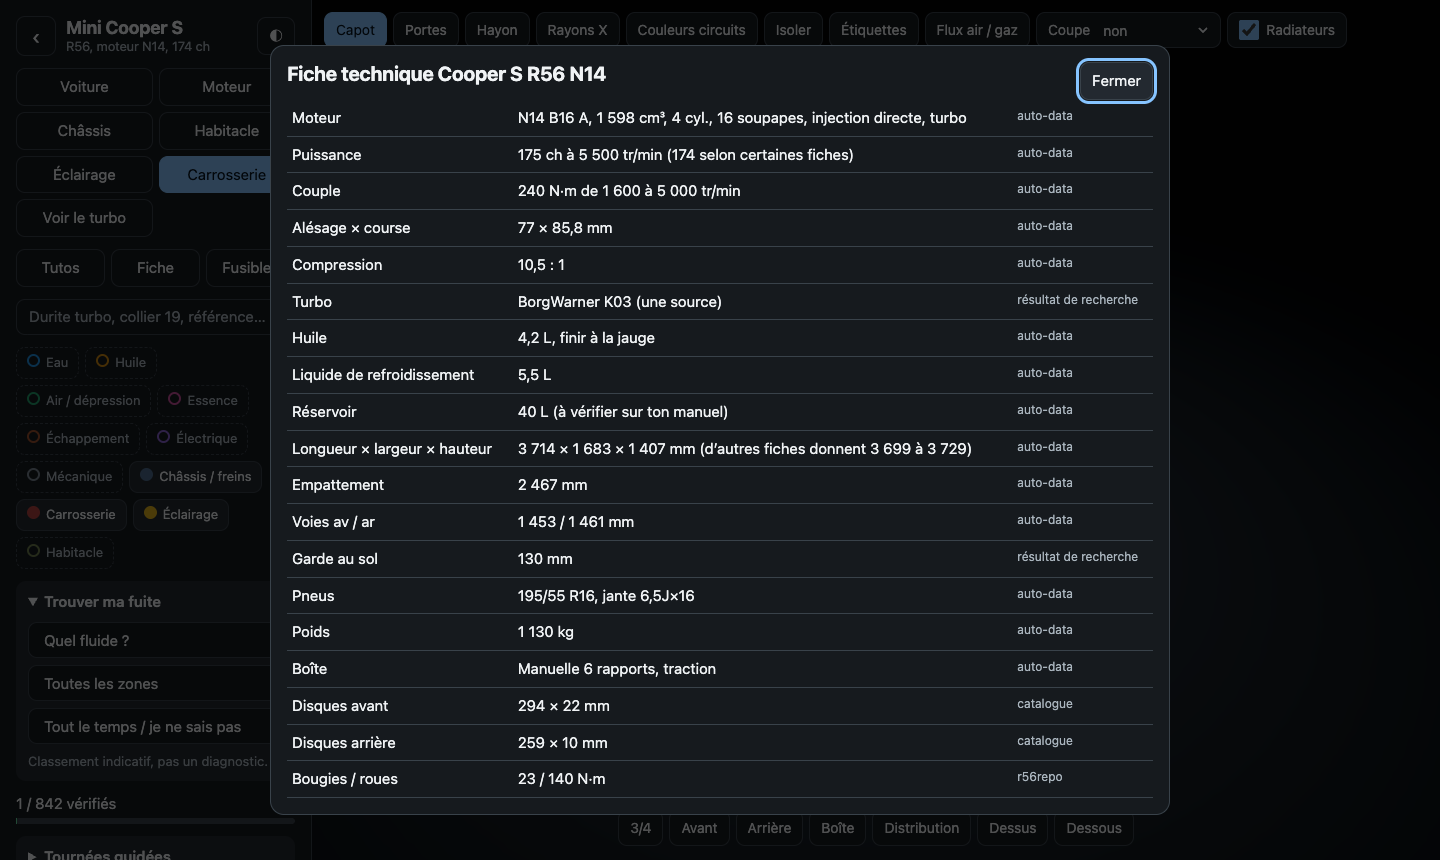 Mini Cooper S
R56, moteur N14, 174 ch
Voiture
Moteur
Châssis
Habitacle
Éclairage
Carrosserie
Voir le turbo
Tutos
Fiche
Fusible
Durite turbo, collier 19, référence...
Eau
Huile
Air / dépression
Essence
Échappement
Électrique
Mécanique
Châssis / freins
Carrosserie
Éclairage
Habitacle
▼ Trouver ma fuite
Quel fluide ?
Toutes les zones
Tout le temps / je ne sais pas
Classement indicatif, pas un diagnostic.
1 / 842 vérifiés
▶ Tournées guidées
Capot
Portes
Hayon
Rayons X
Couleurs circuits
Isoler
Étiquettes
Flux air / gaz
Coupe non
Radiateurs
Fiche technique Cooper S R56 N14
Fermer
Moteur N14 B16 A, 1 598 cm³, 4 cyl., 16 soupapes, injection directe, turbo auto-data
Puissance 175 ch à 5 500 tr/min (174 selon certaines fiches) auto-data
Couple 240 N·m de 1 600 à 5 000 tr/min auto-data
Alésage × course 77 × 85,8 mm auto-data
Compression 10,5 : 1 auto-data
Turbo BorgWarner K03 (une source) résultat de recherche
Huile 4,2 L, finir à la jauge auto-data
Liquide de refroidissement 5,5 L auto-data
Réservoir 40 L (à vérifier sur ton manuel) auto-data
Longueur × largeur × hauteur 3 714 × 1 683 × 1 407 mm (d’autres fiches donnent 3 699 à 3 729) auto-data
Empattement 2 467 mm auto-data
Voies av / ar 1 453 / 1 461 mm auto-data
Garde au sol 130 mm résultat de recherche
Pneus 195/55 R16, jante 6,5J×16 auto-data
Poids 1 130 kg auto-data
Boîte Manuelle 6 rapports, traction auto-data
Disques avant 294 × 22 mm catalogue
Disques arrière 259 × 10 mm catalogue
Bougies / roues 23 / 140 N·m r56repo
3/4
Avant
Arrière
Boîte
Distribution
Dessus
Dessous